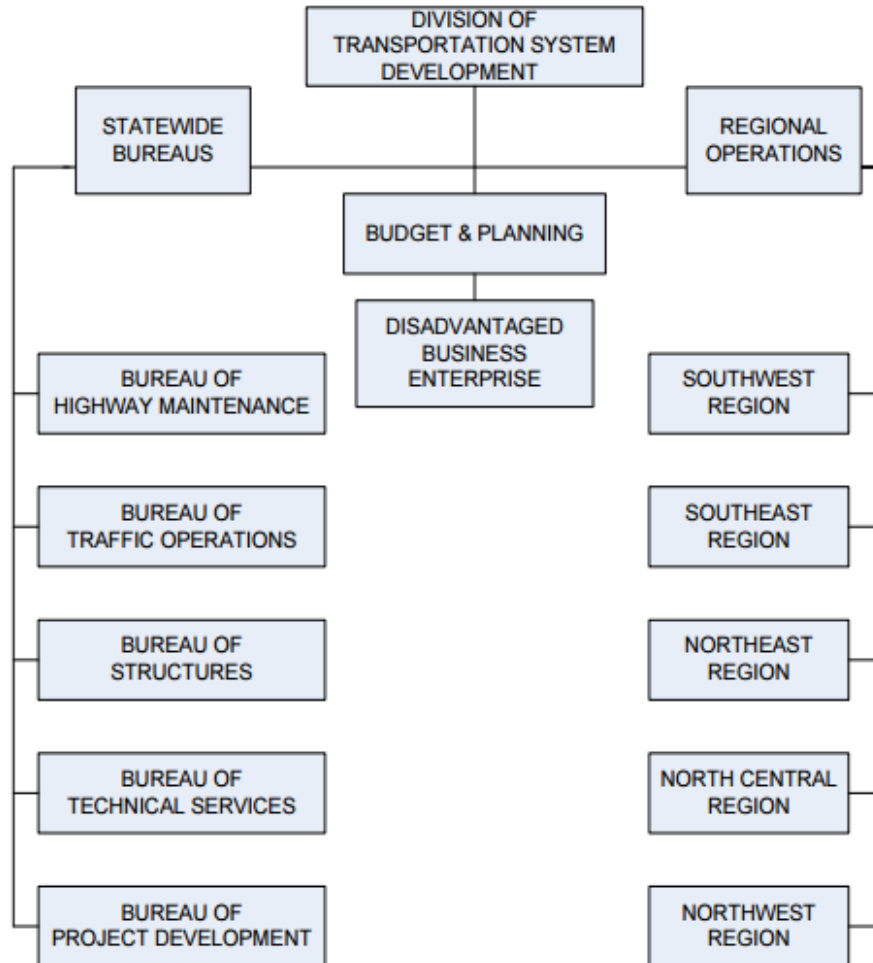 DIVISION OF
TRANSPORTATION SYSTEM
DEVELOPMENT
STATEWIDE
BUREAUS
REGIONAL
OPERATIONS
BUDGET & PLANNING
DISADVANTAGED
BUSINESS
ENTERPRISE
BUREAU OF
HIGHWAY MAINTENANCE
BUREAU OF
TRAFFIC OPERATIONS
BUREAU OF
STRUCTURES
BUREAU OF
TECHNICAL SERVICES
BUREAU OF
PROJECT DEVELOPMENT
SOUTHWEST
REGION
SOUTHEAST
REGION
NORTHEAST
REGION
NORTH CENTRAL
REGION
NORTHWEST
REGION